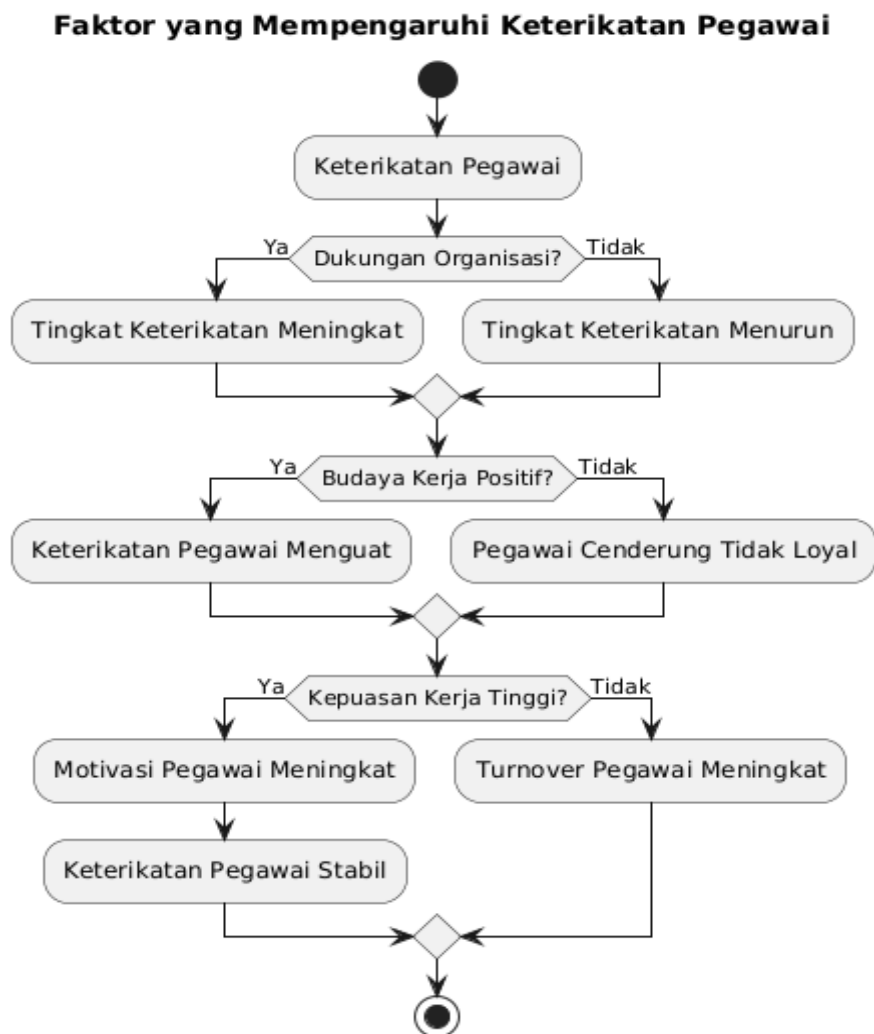 Faktor yang Mempengaruhi Keterikatan Pegawai
Keterikatan Pegawai
Ya
Dukungan Organisasi?
Tidak
Tingkat Keterikatan Meningkat
Tingkat Keterikatan Menurun
Ya
Budaya Kerja Positif?
Tidak
Keterikatan Pegawai Menguat
Pegawai Cenderung Tidak Loyal
Ya
Kepuasan Kerja Tinggi?
Tidak
Motivasi Pegawai Meningkat
Turnover Pegawai Meningkat
Keterikatan Pegawai Stabil